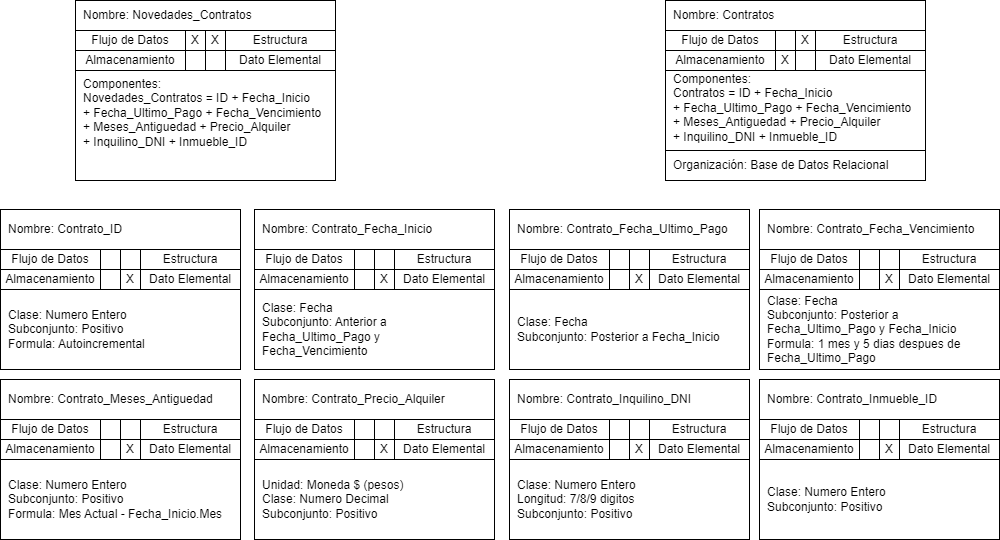 Nombre: Novedades_Contratos
Flujo de Datos X X Estructura
Almacenamiento Dato Elemental
Componentes:
Novedades_Contratos = ID + Fecha_Inicio
+ Fecha_Ultimo_Pago + Fecha_Vencimiento
+ Meses_Antiguedad + Precio_Alquiler
+ Inquilino_DNI + Inmueble_ID
Nombre: Contratos
Flujo de Datos X Estructura
Almacenamiento X Dato Elemental
Componentes:
Contratos = ID + Fecha_Inicio
+ Fecha_Ultimo_Pago + Fecha_Vencimiento
+ Meses_Antiguedad + Precio_Alquiler
+ Inquilino_DNI + Inmueble_ID
Organización: Base de Datos Relacional
Nombre: Contrato_ID
Flujo de Datos Estructura
Almacenamiento X Dato Elemental
Clase: Numero Entero
Subconjunto: Positivo
Formula: Autoincremental
Nombre: Contrato_Fecha_Inicio
Flujo de Datos Estructura
Almacenamiento X Dato Elemental
Clase: Fecha
Subconjunto: Anterior a
Fecha_Ultimo_Pago y
Fecha_Vencimiento
Nombre: Contrato_Fecha_Ultimo_Pago
Flujo de Datos Estructura
Almacenamiento X Dato Elemental
Clase: Fecha
Subconjunto: Posterior a Fecha_Inicio
Nombre: Contrato_Fecha_Vencimiento
Flujo de Datos Estructura
Almacenamiento X Dato Elemental
Clase: Fecha
Subconjunto: Posterior a
Fecha_Ultimo_Pago y Fecha_Inicio
Formula: 1 mes y 5 dias despues de
Fecha_Ultimo_Pago
Nombre: Contrato_Meses_Antiguedad
Flujo de Datos Estructura
Almacenamiento X Dato Elemental
Clase: Numero Entero
Subconjunto: Positivo
Formula: Mes Actual - Fecha_Inicio.Mes
Nombre: Contrato_Precio_Alquiler
Flujo de Datos Estructura
Almacenamiento X Dato Elemental
Unidad: Moneda $ (pesos)
Clase: Numero Decimal
Subconjunto: Positivo
Nombre: Contrato_Inquilino_DNI
Flujo de Datos Estructura
Almacenamiento X Dato Elemental
Clase: Numero Entero
Longitud: 7/8/9 digitos
Subconjunto: Positivo
Nombre: Contrato_Inmueble_ID
Flujo de Datos Estructura
Almacenamiento X Dato Elemental
Clase: Numero Entero
Subconjunto: Positivo